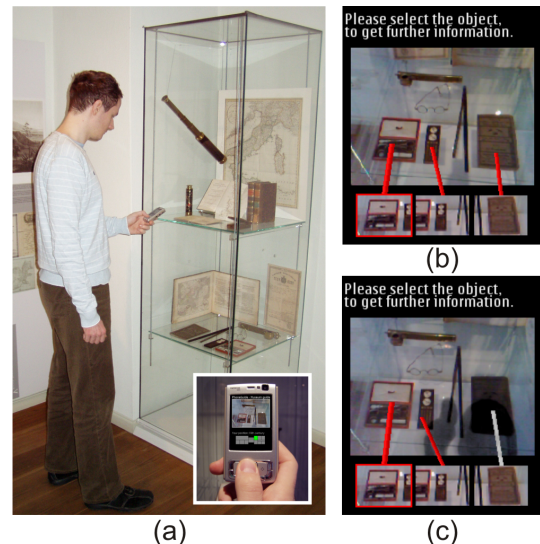 Please select the object,
to get further information.
(b)
Please select the object,
to get further information.
(a)
(c)